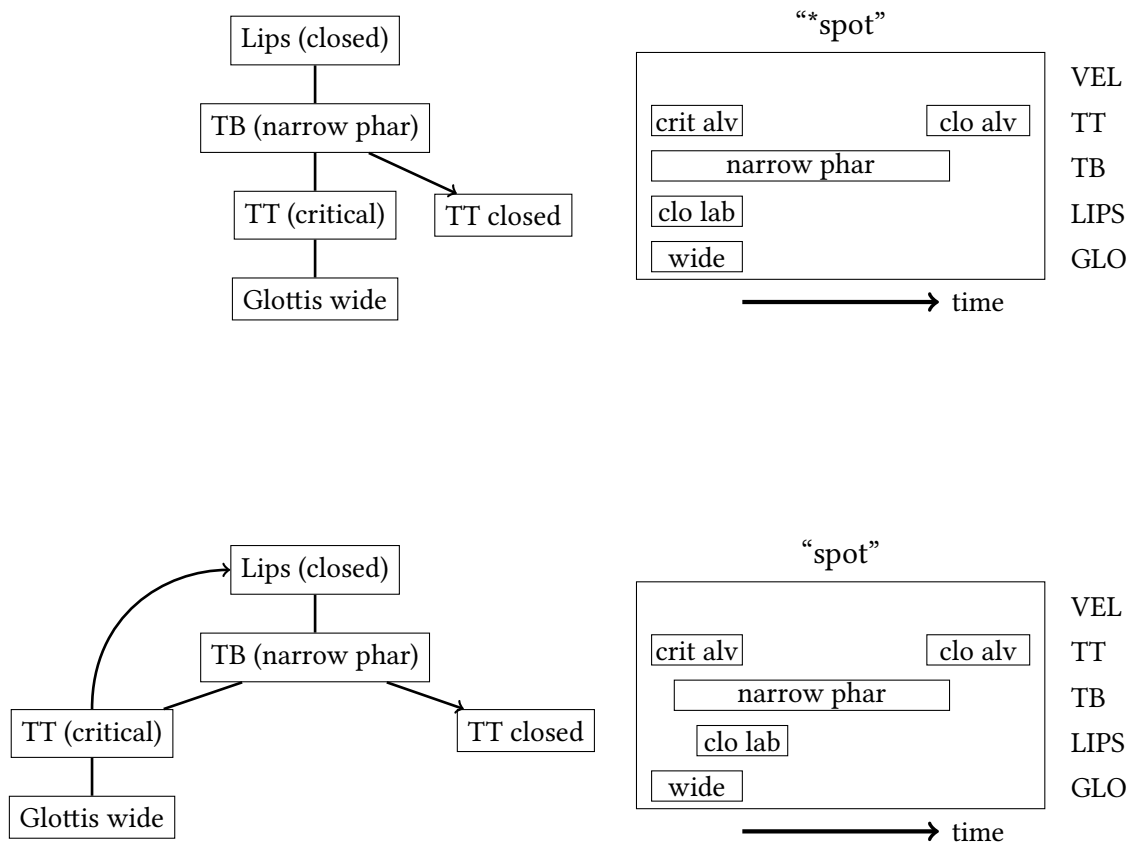 Lips (closed)
TB (narrow phar)
TT (critical)
TT closed
Glottis wide
“*spot”
VEL
crit alv clo alv TT
narrow phar TB
clo lab LIPS
wide GLO
time
Lips (closed)
TB (narrow phar)
TT (critical)
TT closed
Glottis wide
“spot”
VEL
crit alv clo alv TT
narrow phar TB
clo lab LIPS
wide GLO
time